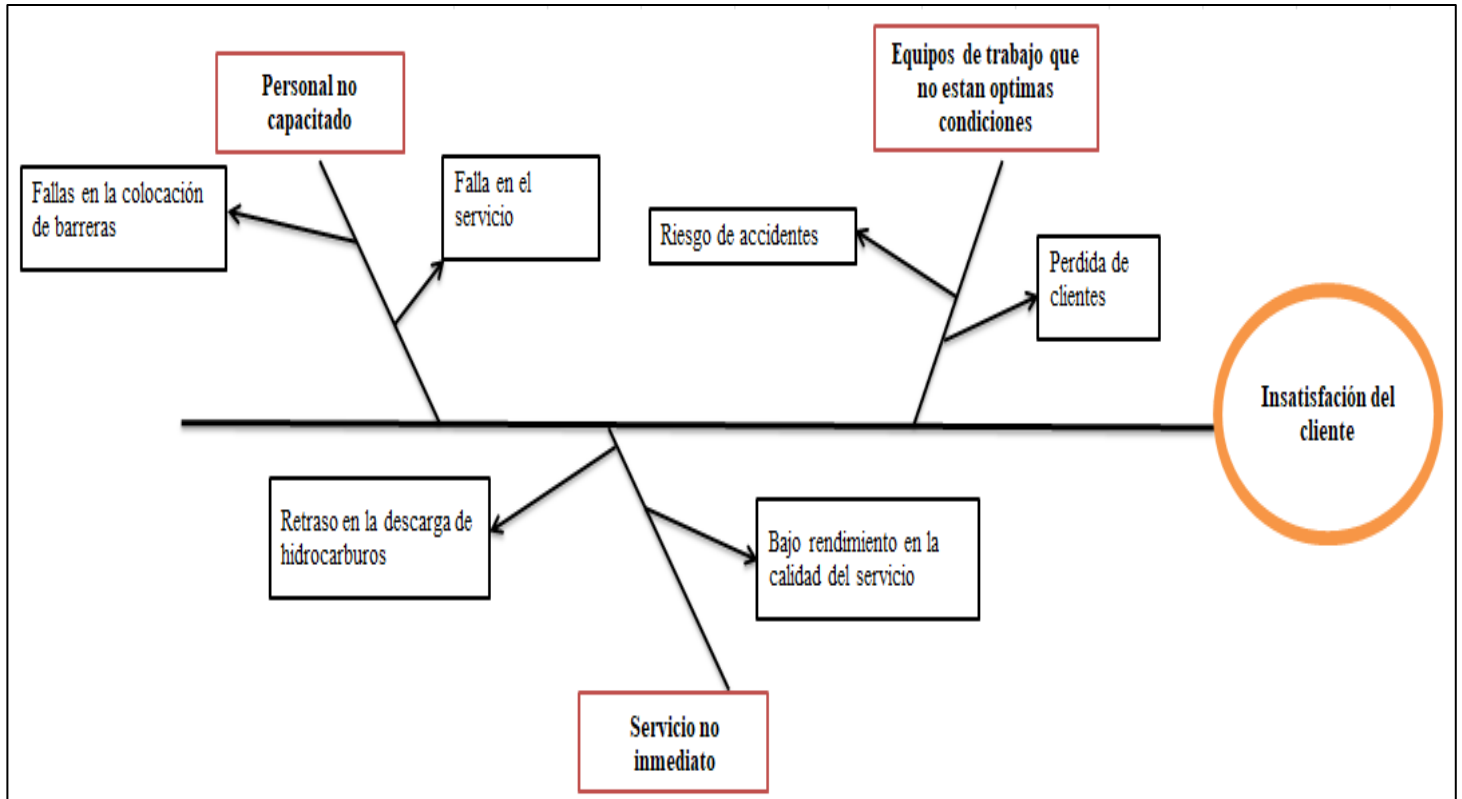 Personal no
capacitado
Equipos de trabajo que
no estan optimas
condiciones
Fallas en la colocación
de barreras
Falla en el
servicio
Riesgo de accidentes
Perdida de
clientes
Insatisfación del
cliente
Retraso en la descarga de
hidrocarburos
Bajo rendimiento en la
calidad del servicio
Servicio no
inmediato